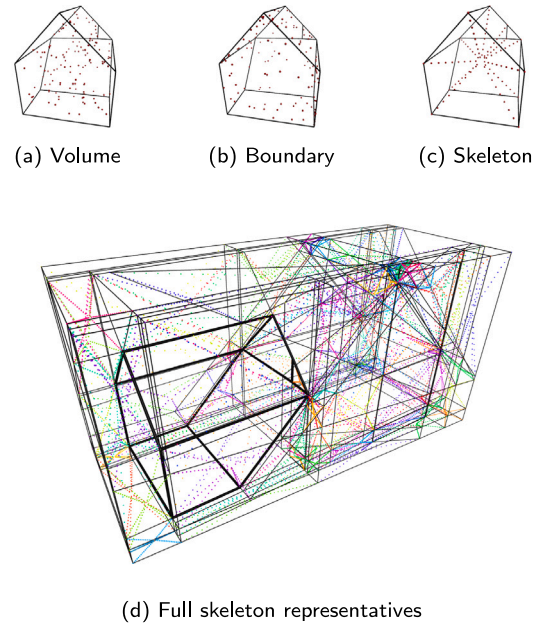 (a) Volume
(b) Boundary
(c) Skeleton
(d) Full skeleton representatives